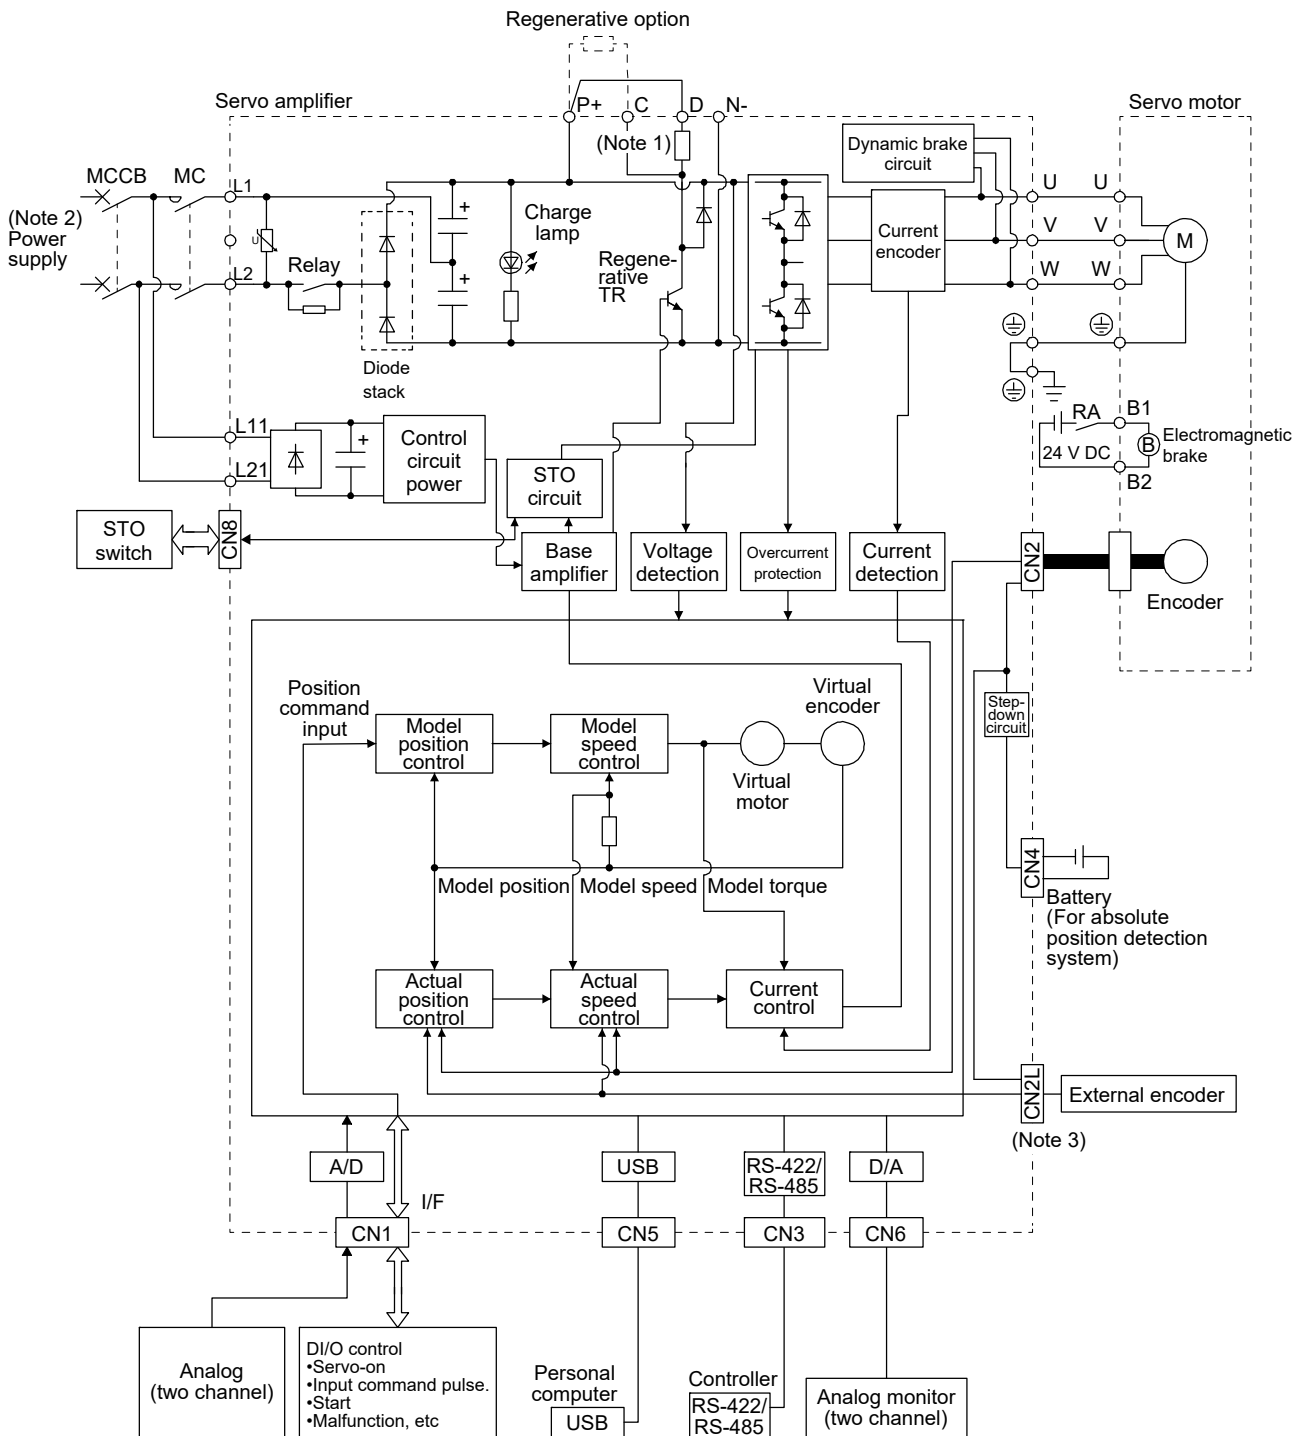 Regenerative option
Servo amplifier
P+
C
D
N-
Servo motor
(Note 1)
Dynamic brake
circuit
MCCB
MC
L1
U
U
(Note 2)
Power
supply
U
Charge
lamp
Current
encoder
V
V
M
Relay
L2
Regene-
rative
TR
W
W
Diode
stack
L11
L21
Control
circuit
power
STO
circuit
RA
B1
24 V DC
B
Electromagnetic
brake
B2
STO
switch
CN8
Base
amplifier
Voltage
detection
Overcurrent
protection
Current
detection
CN2
Encoder
Position
command
input
Virtual
encoder
Model
position
control
Model
speed
control
Virtual
motor
Step-
down
circuit
Model position
Model speed
Model torque
CN4
Battery
(For absolute
position detection
system)
Actual
position
control
Actual
speed
control
Current
control
CN2L
External encoder
(Note 3)
A/D
USB
RS-422/
RS-485
D/A
I/F
CN1
CN5
CN3
CN6
Analog
(two channel)
DI/O control
•Servo-on
•Input command pulse.
•Start
•Malfunction, etc
Personal
computer
USB
Controller
RS-422/
RS-485
Analog monitor
(two channel)
+
+
+